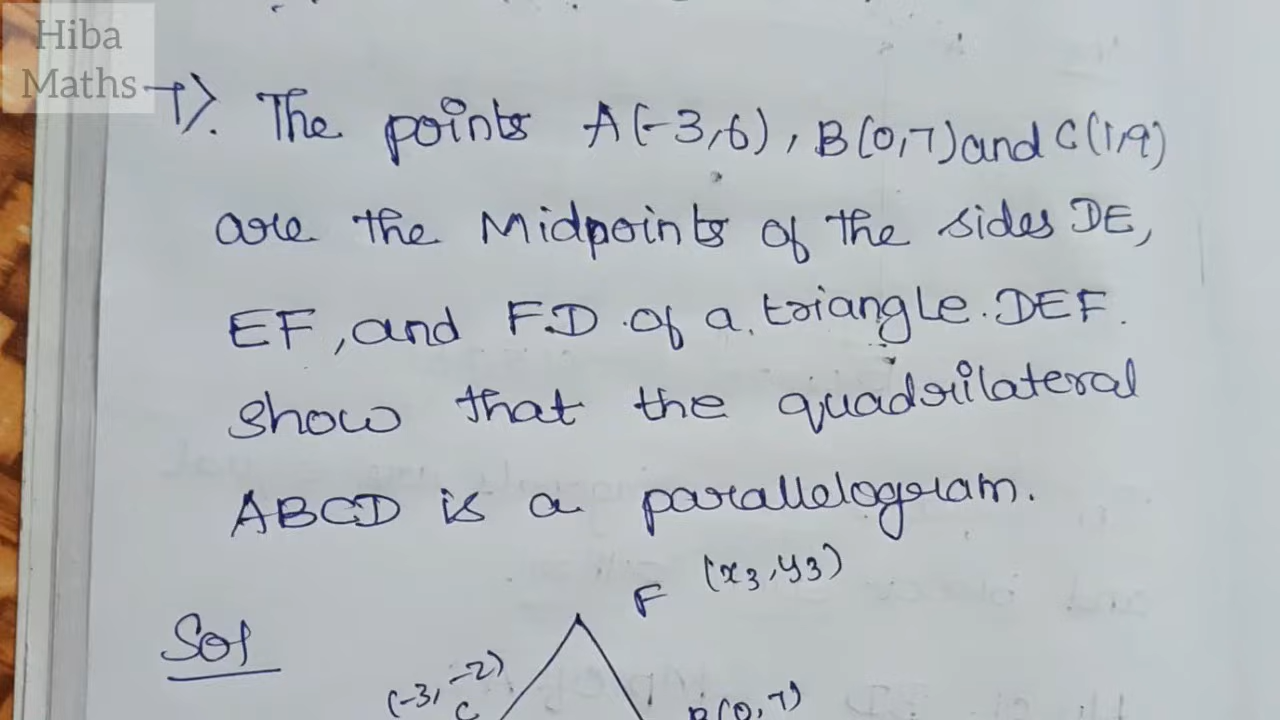 Hiba
Maths
7). The points A(-3,6), B(0,7) and C(1,9)
are the Midpoints of the sides DE,
EF, and FD of a triangle. DEF.
show that the quadrilateral
ABCD is a parallelogram.
F (x3, y3)
Sol
(-3, -2)
C
B(0,7)